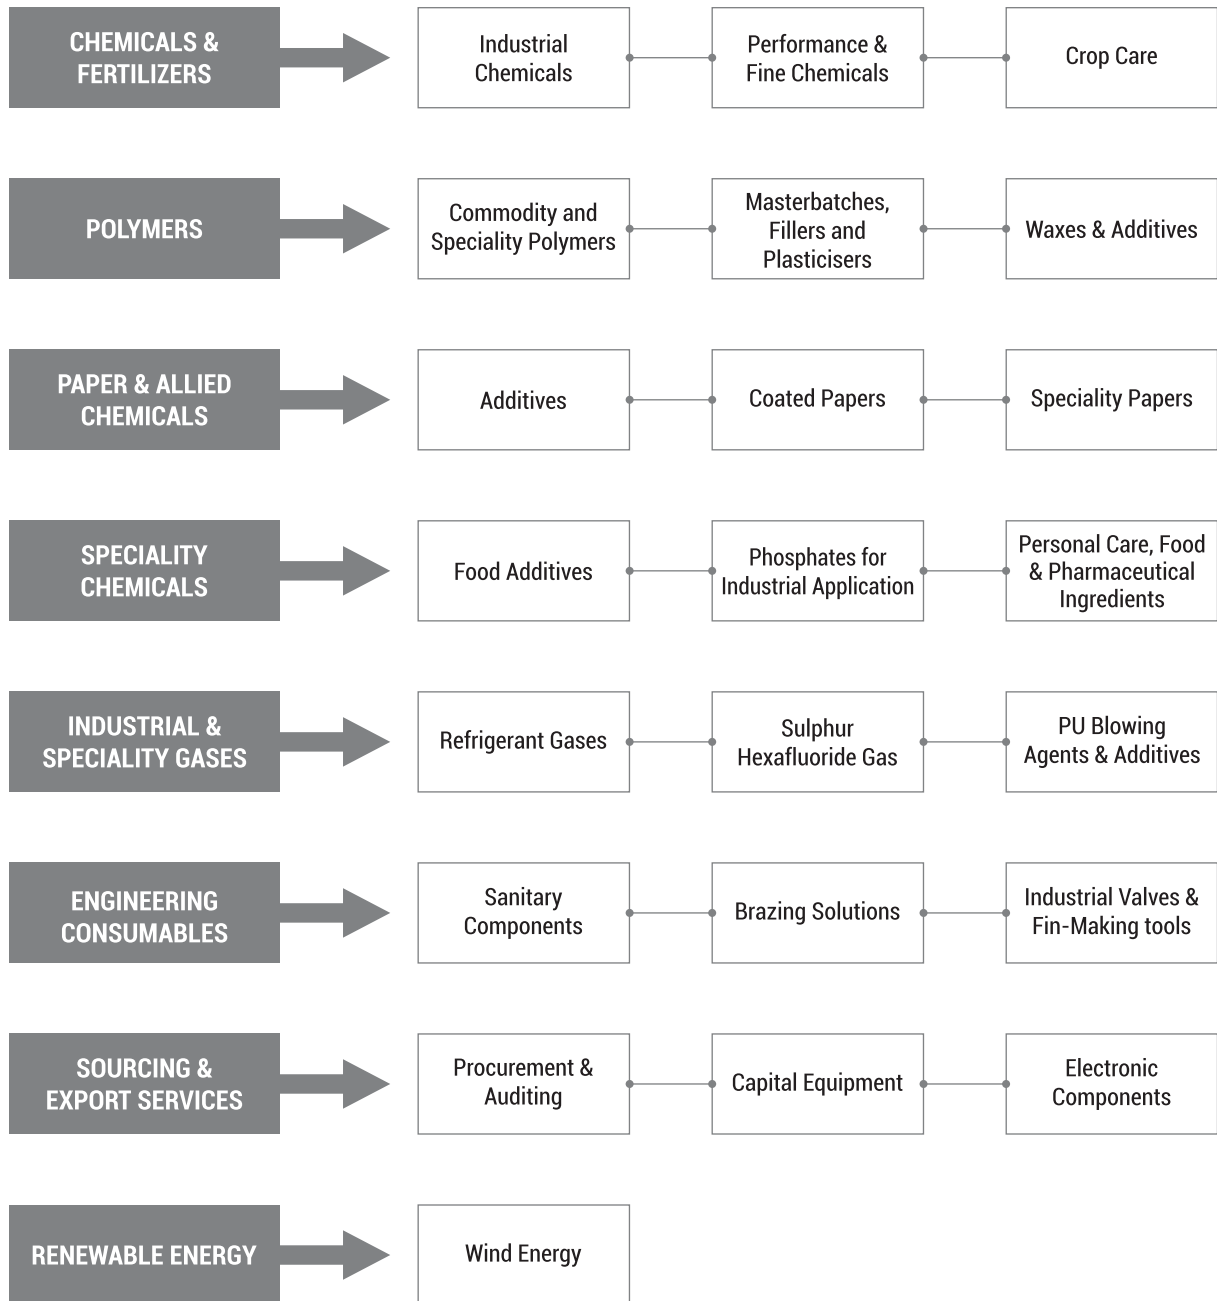 CHEMICALS &
FERTILIZERS
Industrial
Chemicals
Performance &
Fine Chemicals
Crop Care
POLYMERS
Commodity and
Speciality Polymers
Masterbatches,
Fillers and
Plasticisers
Waxes & Additives
PAPER & ALLIED
CHEMICALS
Additives
Coated Papers
Speciality Papers
SPECIALITY
CHEMICALS
Food Additives
Phosphates for
Industrial Application
Personal Care, Food
& Pharmaceutical
Ingredients
INDUSTRIAL &
SPECIALITY GASES
Refrigerant Gases
Sulphur
Hexafluoride Gas
PU Blowing
Agents & Additives
ENGINEERING
CONSUMABLES
Sanitary
Components
Brazing Solutions
Industrial Valves &
Fin-Making tools
SOURCING &
EXPORT SERVICES
Procurement &
Auditing
Capital Equipment
Electronic
Components
RENEWABLE ENERGY
Wind Energy